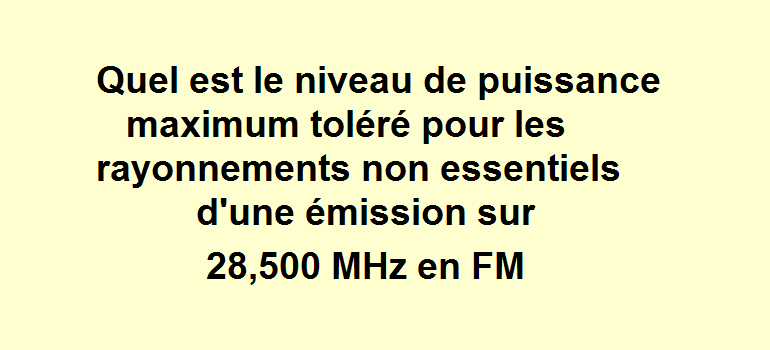 Quel est le niveau de puissance
maximum toléré pour les
rayonnements non essentiels
d'une émission sur
28,500 MHz en FM